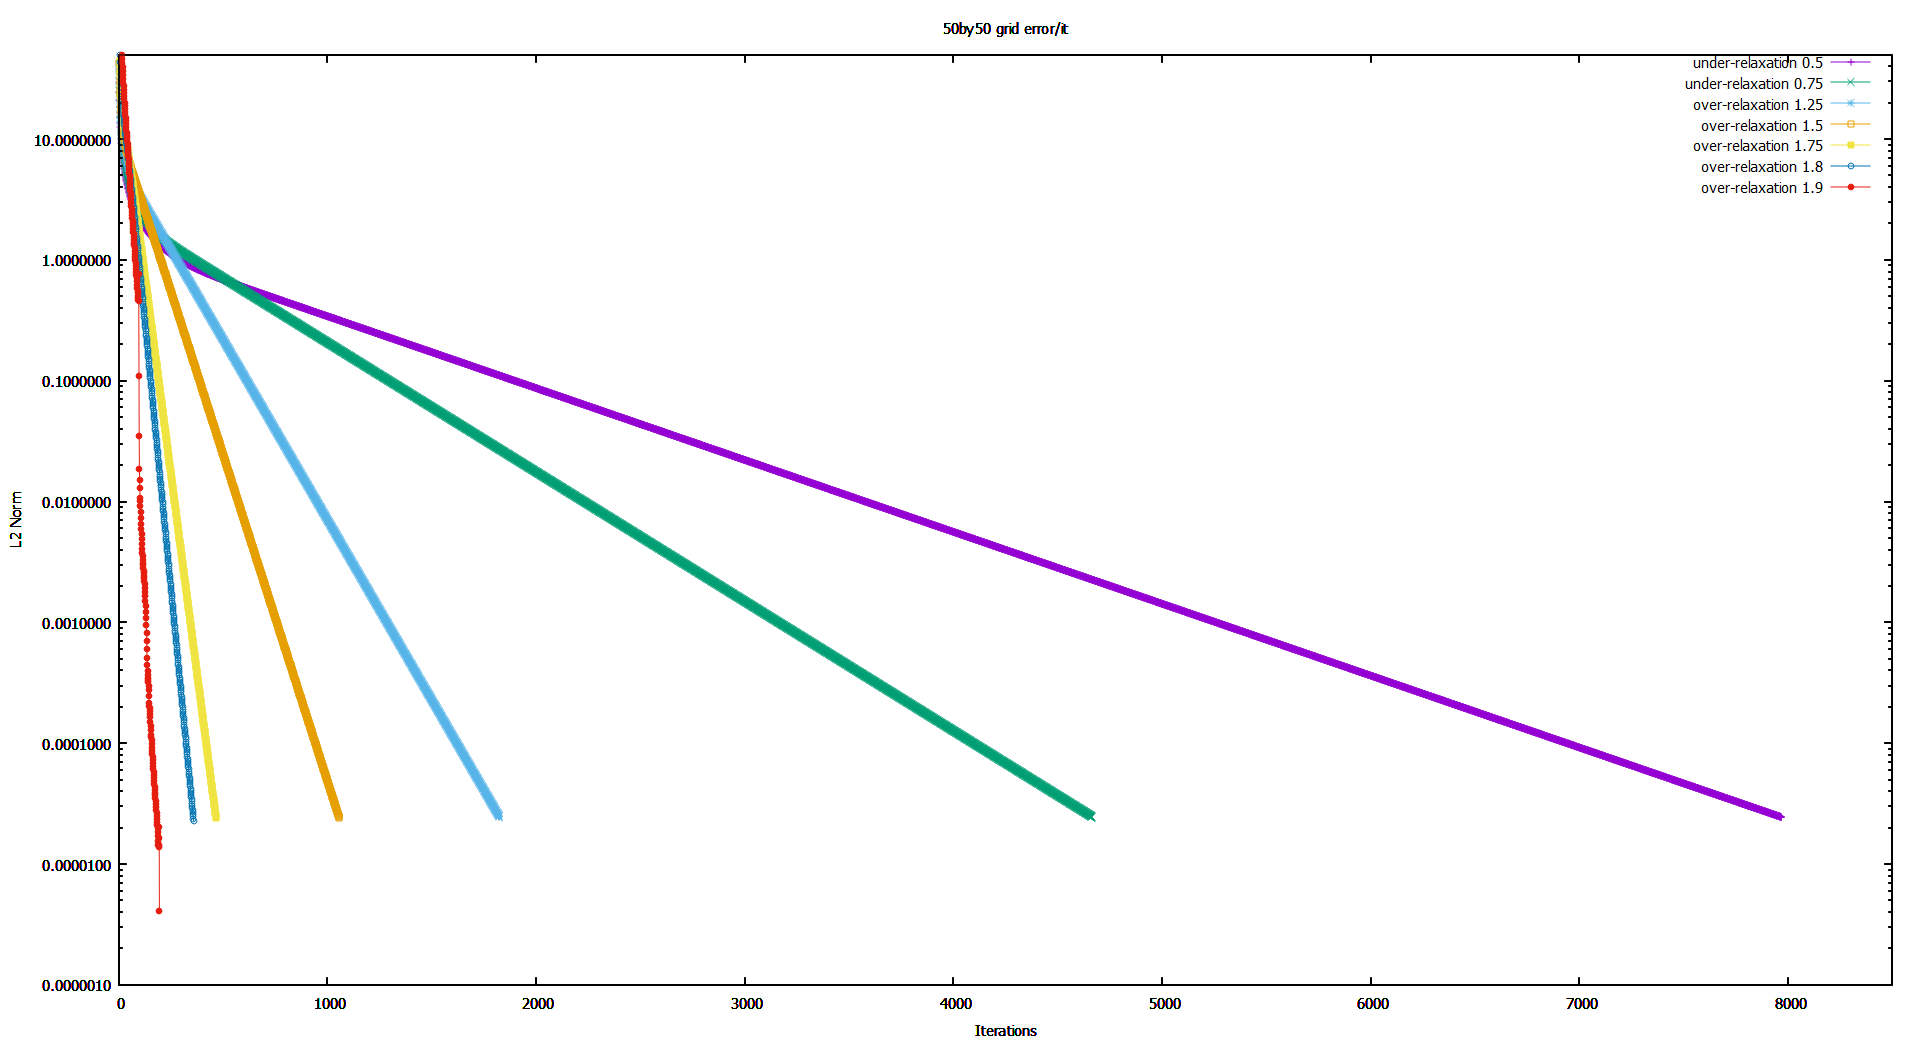 50by50 grid error/it
under-relaxation 0.5
under-relaxation 0.75
over-relaxation 1.25
over-relaxation 1.5
over-relaxation 1.75
over-relaxation 1.8
over-relaxation 1.9
10.0000000
1.0000000
0.1000000
0.0100000
0.0010000
0.0001000
0.0000100
0.0000010
L2 Norm
0 1000 2000 3000 4000 5000 6000 7000 8000
Iterations